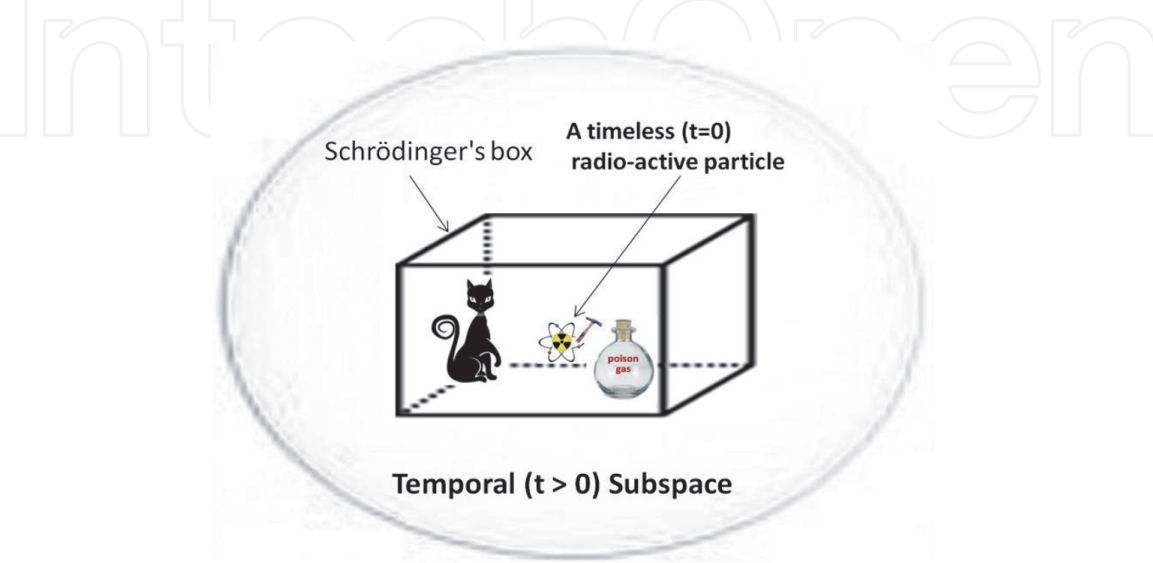 IntechOpen
A timeless (t=0)
radio-active particle
Schrödinger's box
poison
gas
Temporal (t > 0) Subspace